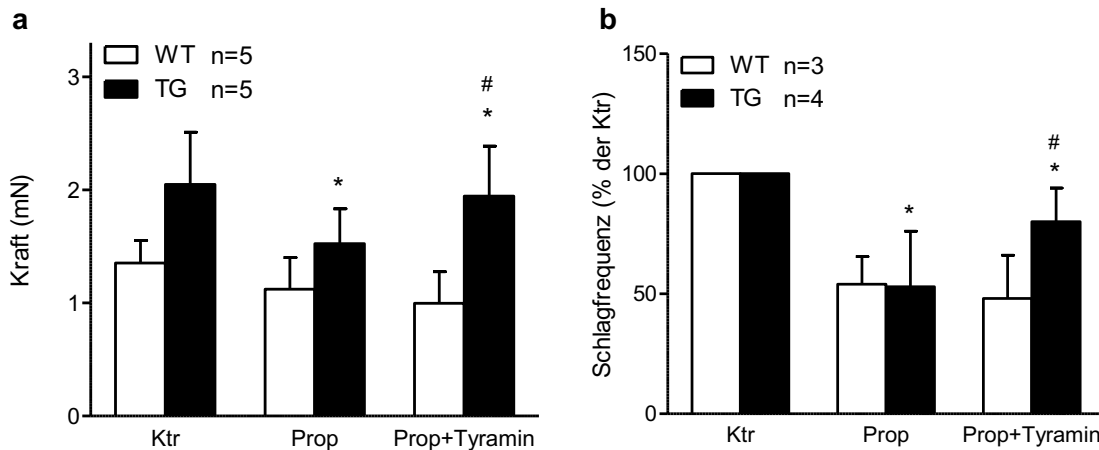 a
WT n=5
TG n=5
Kraft (mN)
3
2
1
0
*
#
*
Ktr
Prop
Prop+Tyramin
b
WT n=3
TG n=4
Schlagfrequenz (% der Ktr)
150
100
50
0
*
#
*
Ktr
Prop
Prop+Tyramin